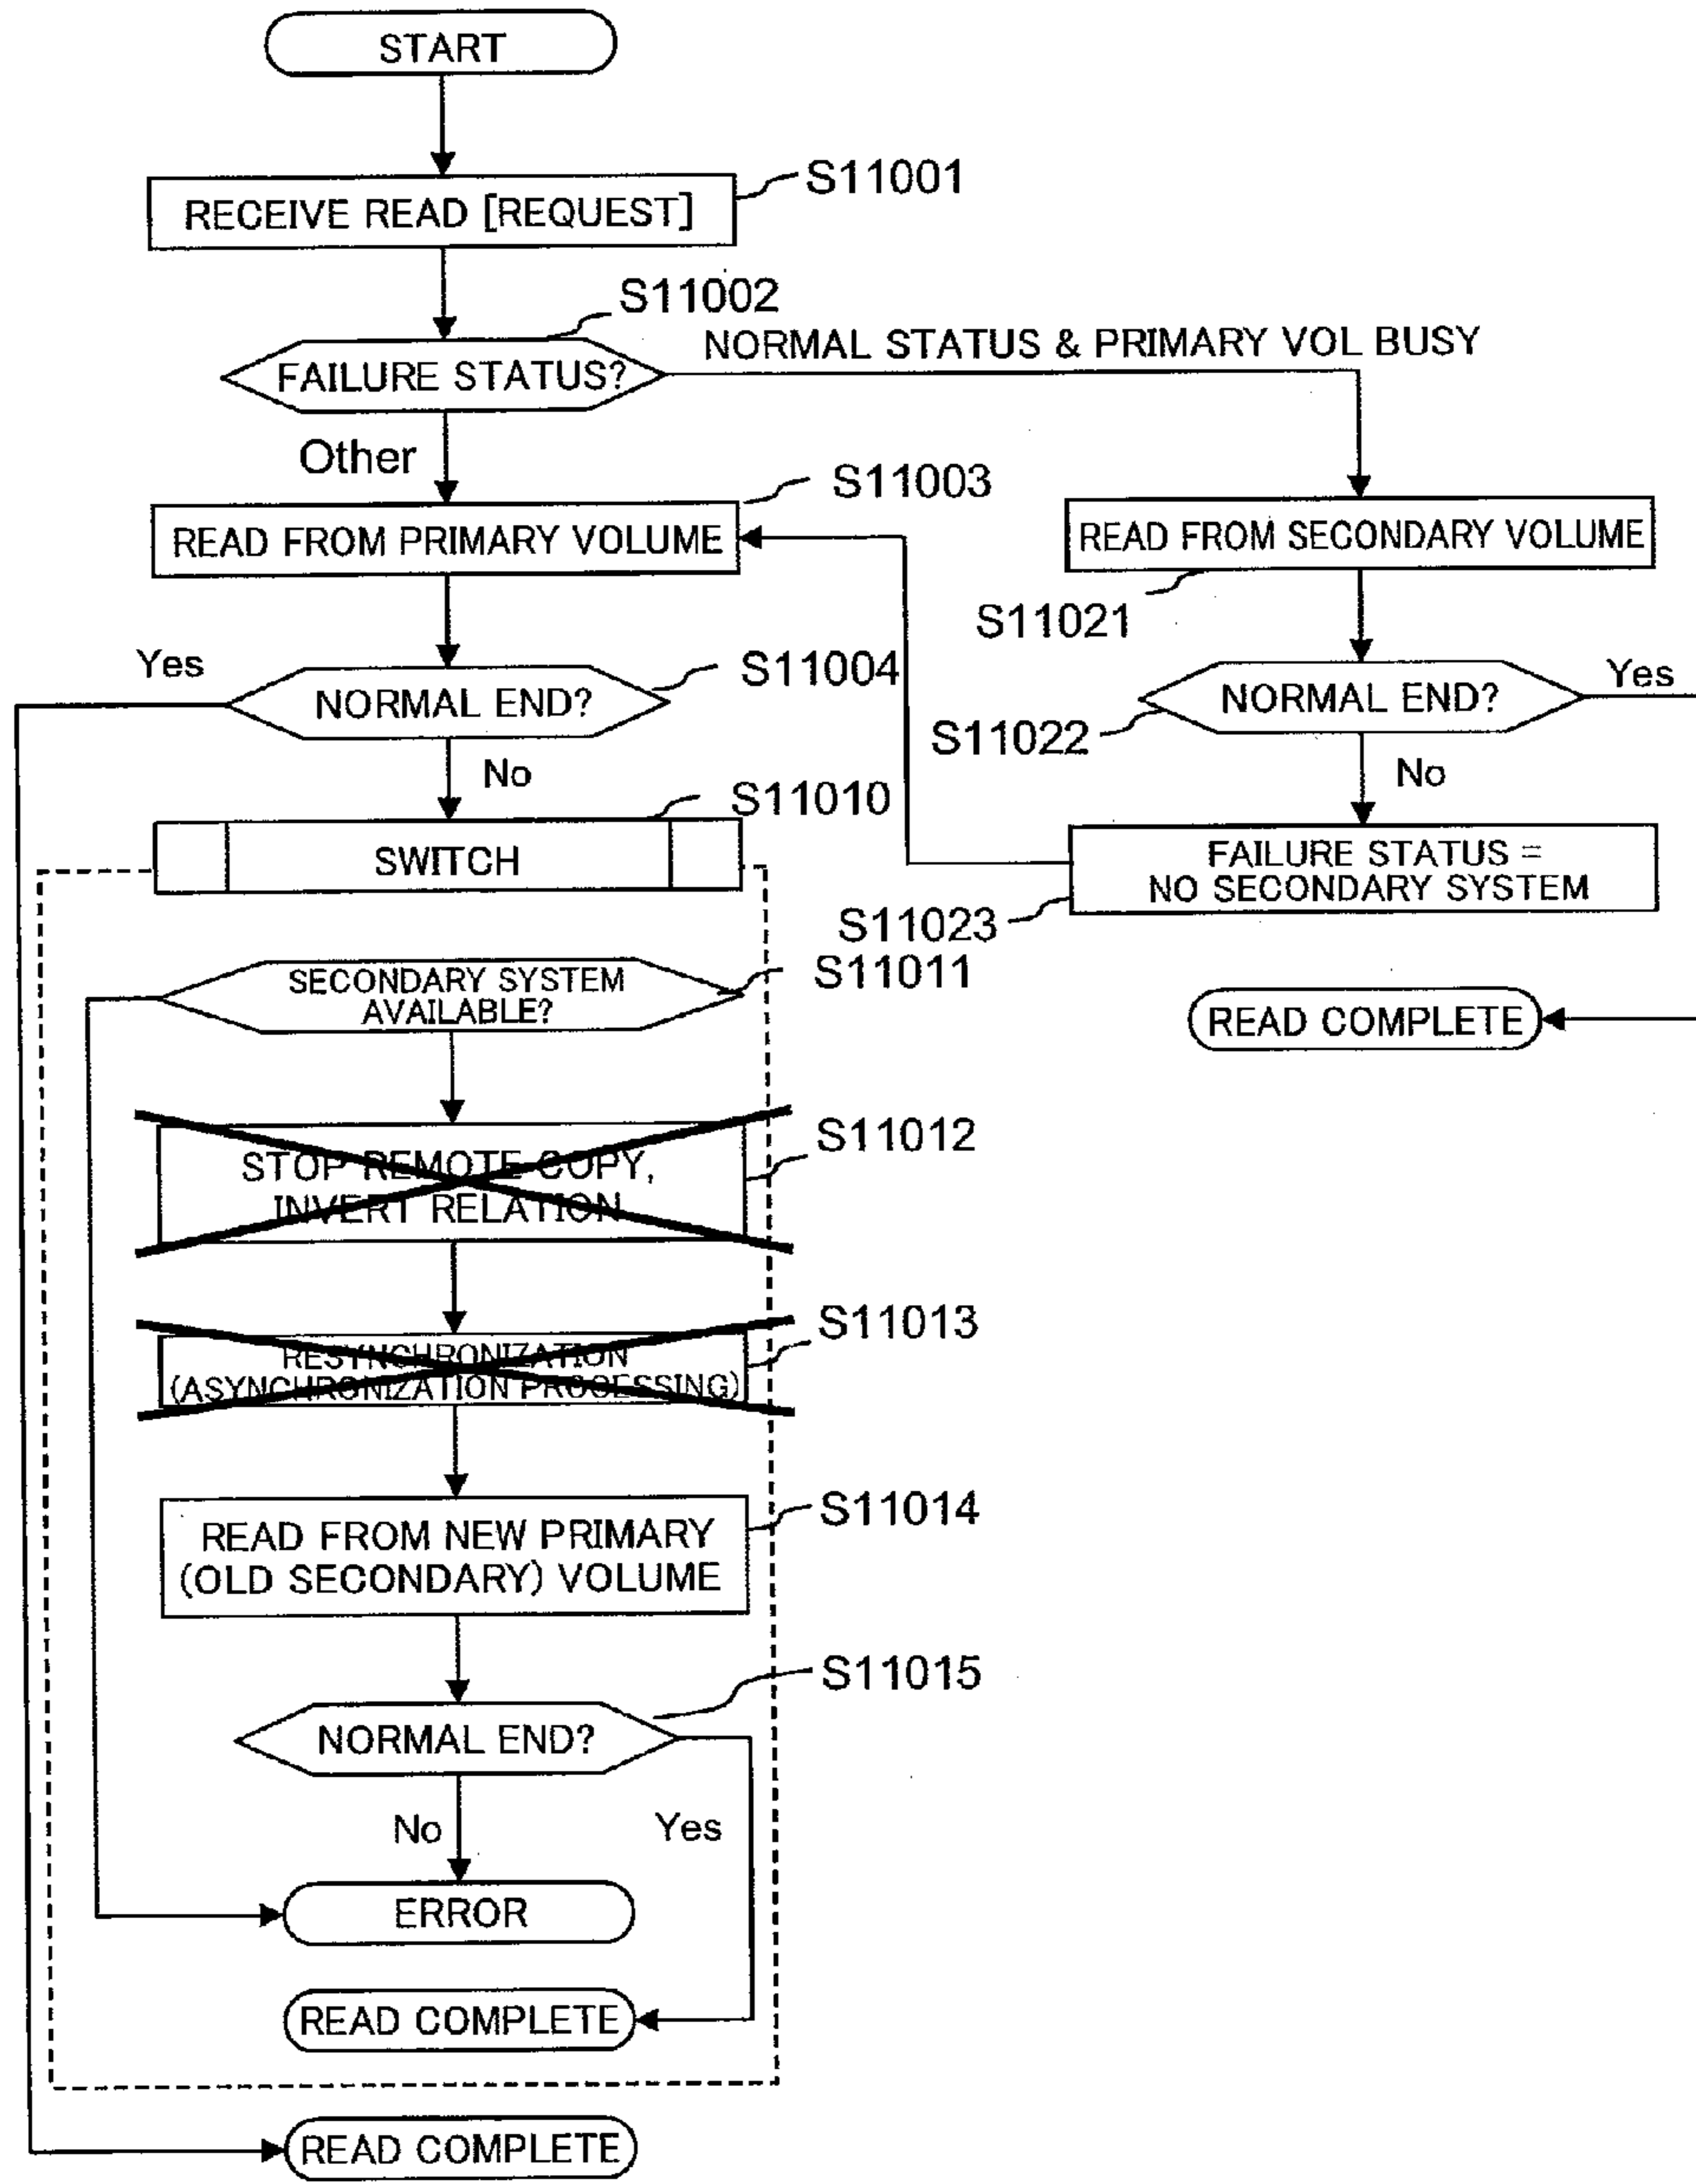 START
S11001
RECEIVE READ [REQUEST]
S11002
NORMAL STATUS & PRIMARY VOL BUSY
FAILURE STATUS?
Other
S11003
READ FROM PRIMARY VOLUME
READ FROM SECONDARY VOLUME
S11021
Yes
S11004
NORMAL END?
Yes
NORMAL END?
S11022
No
No
S11010
SWITCH
FAILURE STATUS =
NO SECONDARY SYSTEM
S11023
S11011
SECONDARY SYSTEM
AVAILABLE?
READ COMPLETE
S11012
STOP REMOTE COPY,
INVERT RELATION
S11013
RESYNCHRONIZATION
(ASYNCHRONIZATION PROCESSING)
S11014
READ FROM NEW PRIMARY
(OLD SECONDARY) VOLUME
S11015
NORMAL END?
No
Yes
ERROR
READ COMPLETE
READ COMPLETE